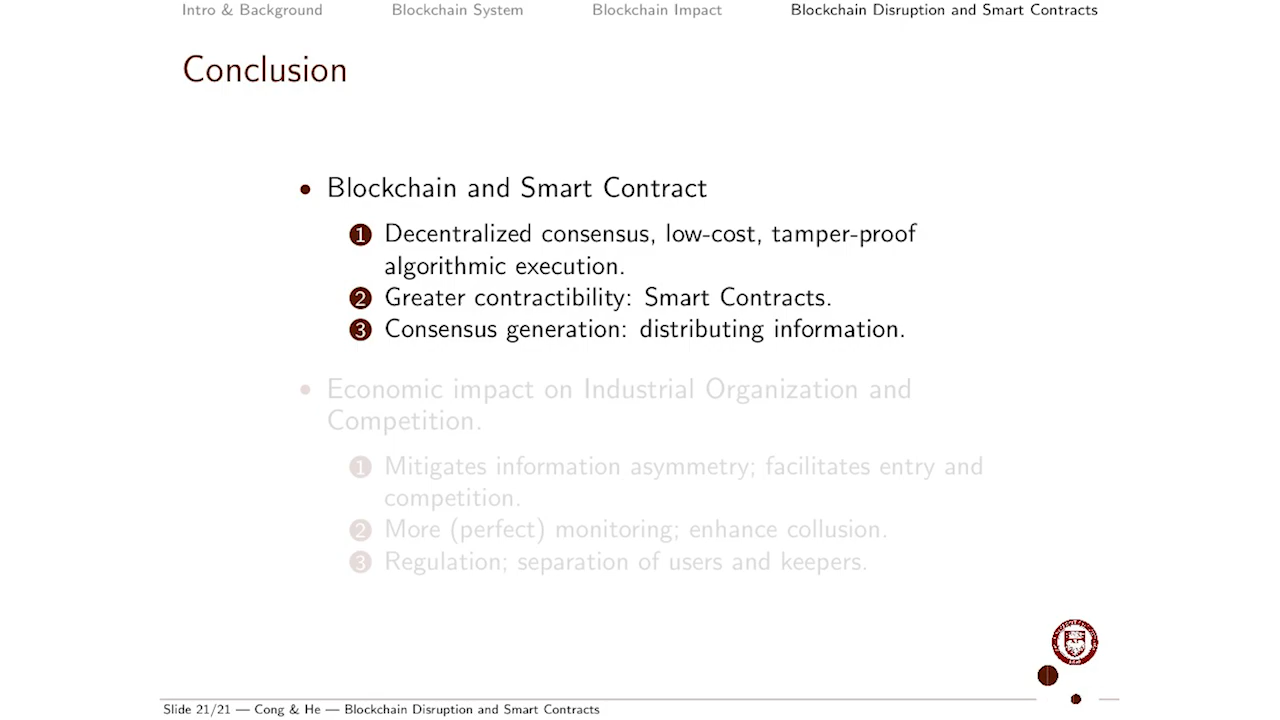 Intro & Background Blockchain System Blockchain Impact Blockchain Disruption and Smart Contracts
Conclusion
• Blockchain and Smart Contract
1 Decentralized consensus, low-cost, tamper-proof
algorithmic execution.
2 Greater contractibility: Smart Contracts.
3 Consensus generation: distributing information.
• Economic impact on Industrial Organization and
Competition.
1 Mitigates information asymmetry; facilitates entry and
competition.
2 More (perfect) monitoring; enhance collusion.
3 Regulation; separation of users and keepers.
Slide 21/21 — Cong & He — Blockchain Disruption and Smart Contracts